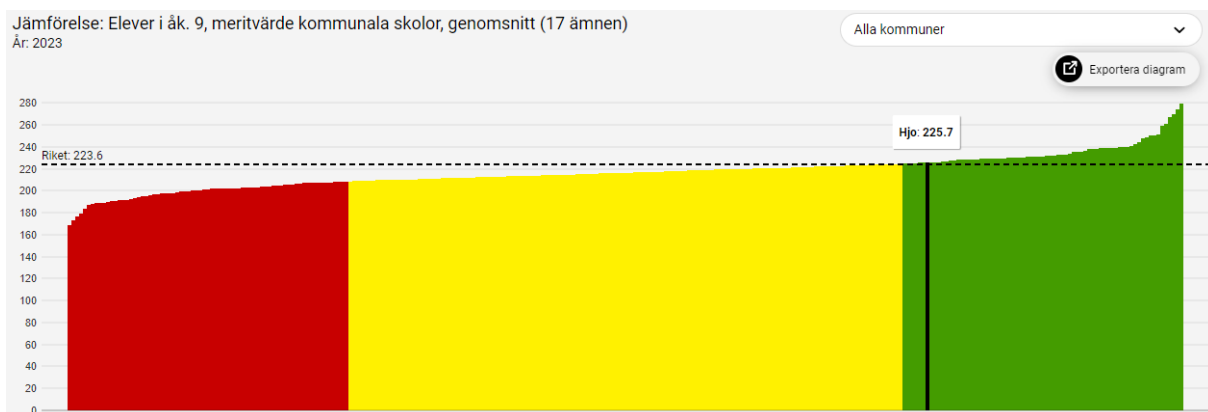 Jämförelse: Elever i åk. 9, meritvärde kommunala skolor, genomsnitt (17 ämnen)
År: 2023
Alla kommuner
Exportera diagram
280
260
240
220
200
180
160
140
120
100
80
60
40
20
0
Riket: 223.6
Hjo: 225.7